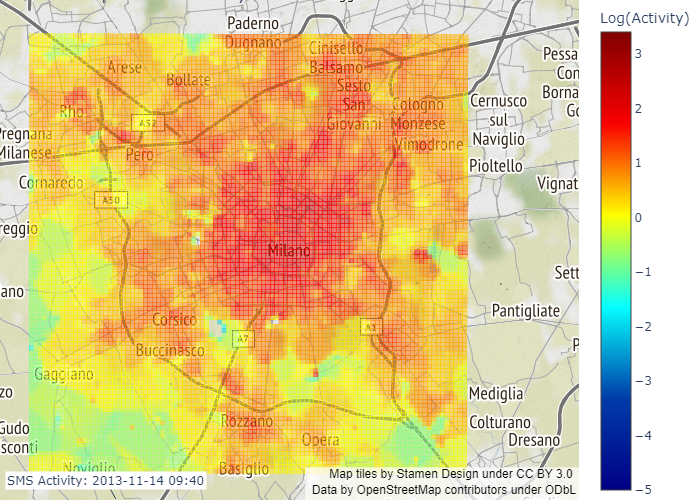 Paderno
Dugnano
Cinisello
Balsamo
Arese
Bollate
Sesto
San
Giovanni
Cologno
Monzese
Vimodrone
Rho
A52
Pero
Pregnana
Milanese
Cornaredo
A50
Cernusco
sul
Naviglio
Pioltello
Pessa
Con
Borna
Go
Vignat
reggio
Milano
ano
Sett
Pantigliate
P
Corsico
A7
A1
Buccinasco
Gaggiano
zo
Gudo
sconti
Mediglia
Colturano
Dresano
Rozzano
Opera
Noviglio
Basiglio
SMS Activity: 2013-11-14 09:40
Map tiles by Stamen Design under CC BY 3.0
Data by OpenStreetMap contributors under ODbL
Log(Activity)
3
2
1
0
−1
−2
−3
−4
−5